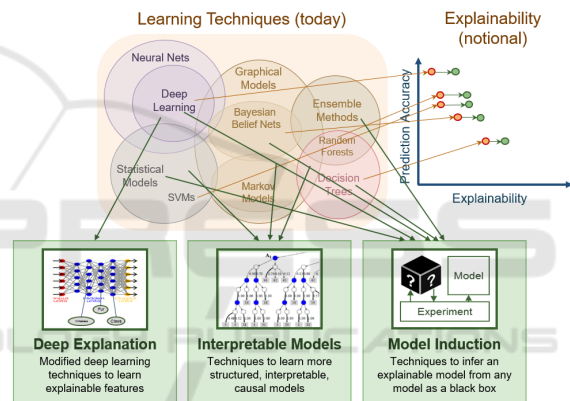 Learning Techniques (today)
Explainability
(notional)
Neural Nets
Deep
Learning
Graphical
Models
Bayesian
Belief Nets
Ensemble
Methods
Random
Forests
Decision
Trees
Statistical
Models
SVMs
Markov
Models
Prediction Accuracy
Explainability
Deep Explanation
Modified deep learning
techniques to learn
explainable features
Interpretable Models
Techniques to learn more
structured, interpretable,
causal models
? ?
Model
Experiment
Model Induction
Techniques to infer an
explainable model from any
model as a black box